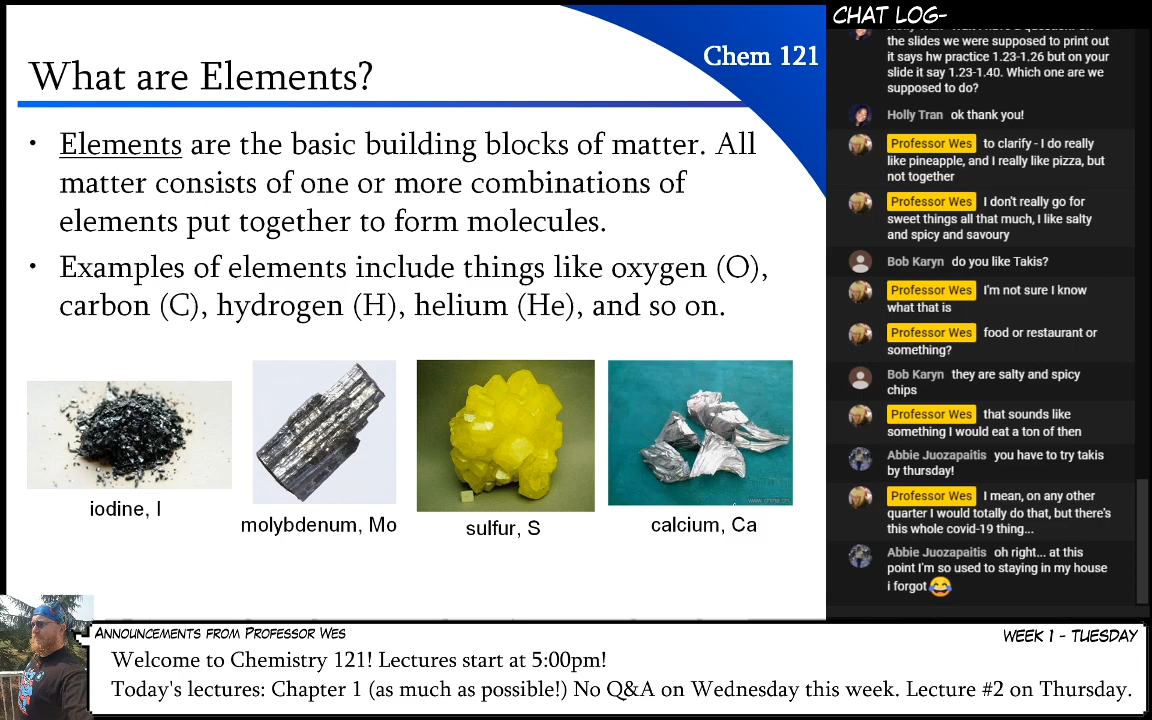 CHAT LOG-
Chem 121
What are Elements?
• Elements are the basic building blocks of matter. All
matter consists of one or more combinations of
elements put together to form molecules.
• Examples of elements include things like oxygen (O),
carbon (C), hydrogen (H), helium (He), and so on.
iodine, I
molybdenum, Mo
sulfur, S
calcium, Ca
www.china.cn
the slides we were supposed to print out
it says hw practice 1.23-1.26 but on your
slide it say 1.23-1.40. Which one are we
supposed to do?
Holly Tran ok thank you!
Professor Wes to clarify - I do really
like pineapple, and I really like pizza, but
not together
Professor Wes I don't really go for
sweet things all that much, I like salty
and spicy and savoury
Bob Karyn do you like Takis?
Professor Wes I'm not sure I know
what that is
Professor Wes food or restaurant or
something?
Bob Karyn they are salty and spicy
chips
Professor Wes that sounds like
something I would eat a ton of then
Abbie Juozapaitis you have to try takis
by thursday!
Professor Wes I mean, on any other
quarter I would totally do that, but there's
this whole covid-19 thing...
Abbie Juozapaitis oh right... at this
point I'm so used to staying in my house
i forgot 😂
Announcements from Professor Wes
Week 1 - Tuesday
Welcome to Chemistry 121! Lectures start at 5:00pm!
Today's lectures: Chapter 1 (as much as possible!) No Q&A on Wednesday this week. Lecture #2 on Thursday.